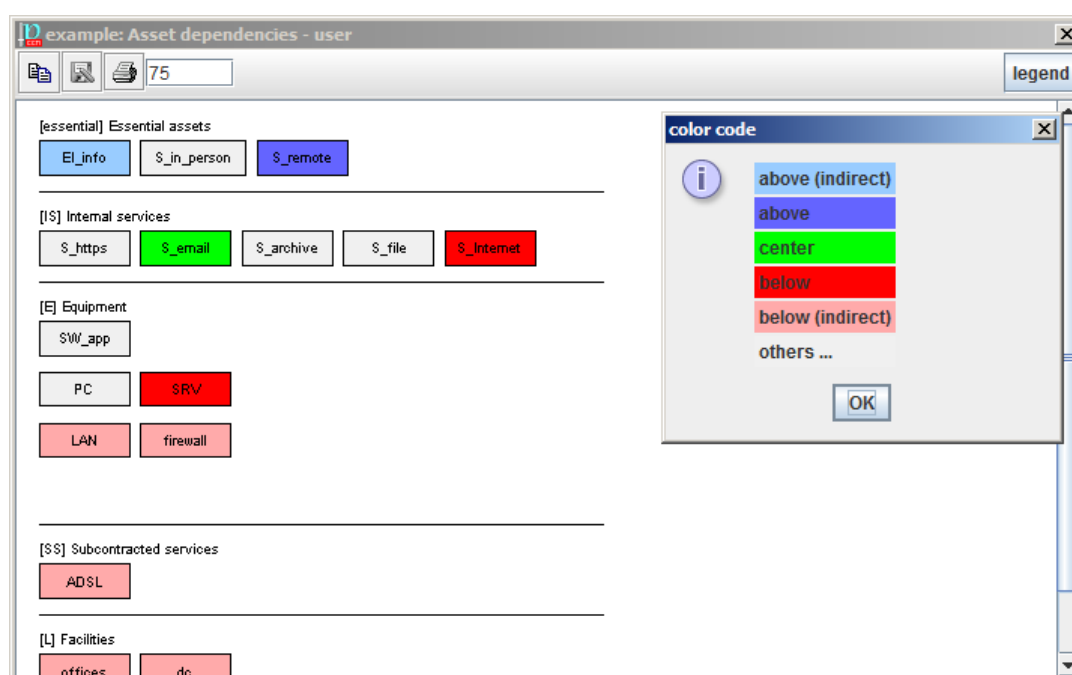 example: Asset dependencies - user
75
legend
[essential] Essential assets
EI_info S_in_person S_remote
[IS] Internal services
S_https S_email S_archive S_file S_Internet
[E] Equipment
SW_app
PC SRV
LAN firewall
[SS] Subcontracted services
ADSL
[L] Facilities
offices dc
color code
above (indirect)
above
center
below
below (indirect)
others ...
OK